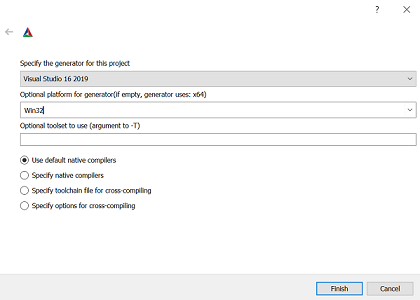 Specify the generator for this project
Visual Studio 16 2019
Optional platform for generator(if empty, generator uses: x64)
Win32
Optional toolset to use (argument to -T)
Use default native compilers
Specify native compilers
Specify toolchain file for cross-compiling
Specify options for cross-compiling
Finish Cancel